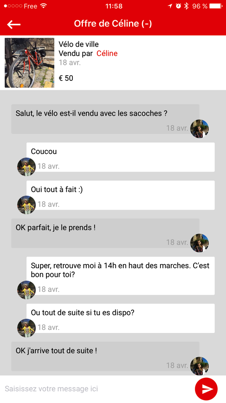 Free 11:58 96 %
Offre de Céline (-)
Vélo de ville
Vendu par Céline
18 avr.
€ 50
Salut, le vélo est-il vendu avec les sacoches ?
18 avr.
Coucou
18 avr.
Oui tout à fait :)
18 avr.
OK parfait, je le prends !
18 avr.
Super, retrouve moi à 14h en haut des marches. C'est
bon pour toi?
18 avr.
Ou tout de suite si tu es dispo?
18 avr.
OK j'arrive tout de suite !
18 avr.
Saisissez votre message ici